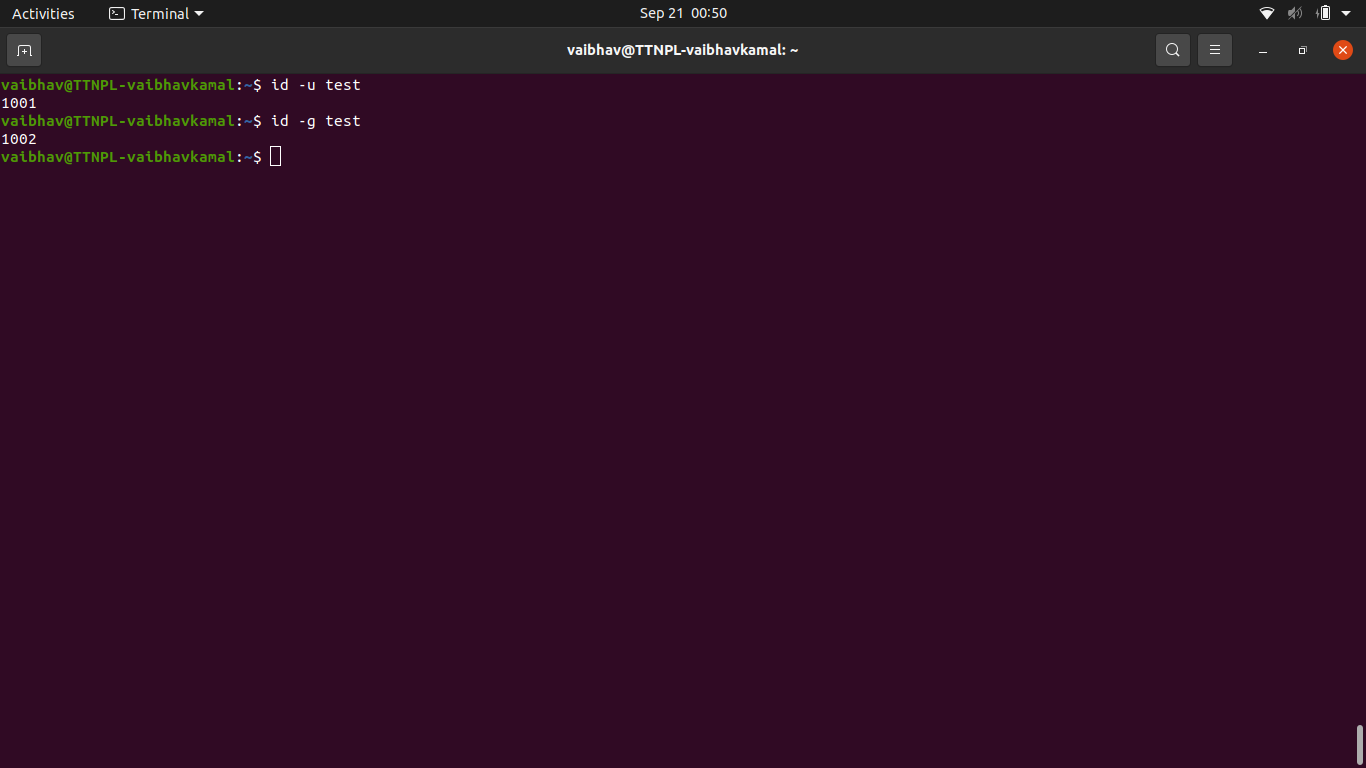 Activities Terminal Sep 21 00:50
vaibhav@TTNPL-vaibhavkamal: ~
vaibhav@TTNPL-vaibhavkamal:~$ id -u test
1001
vaibhav@TTNPL-vaibhavkamal:~$ id -g test
1002
vaibhav@TTNPL-vaibhavkamal:~$